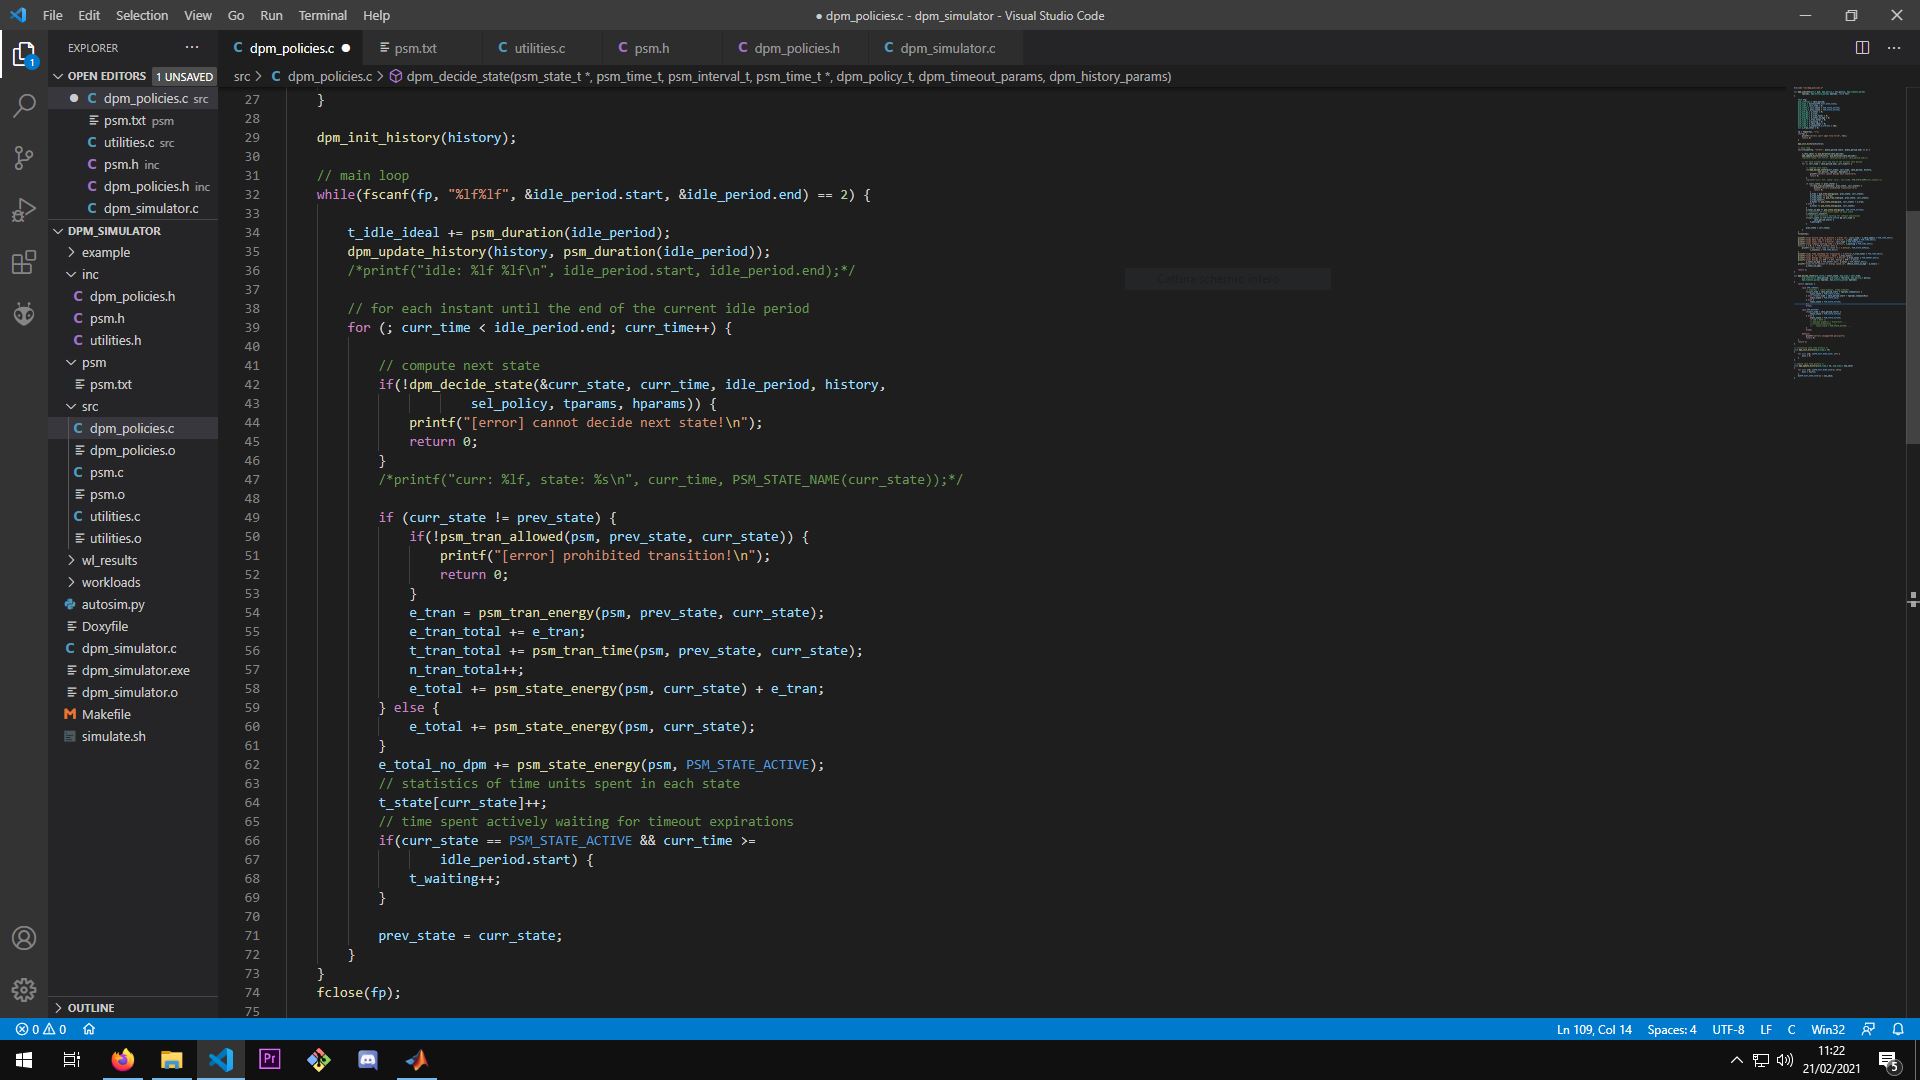 File Edit Selection View Go Run Terminal Help
● dpm_policies.c - dpm_simulator - Visual Studio Code
EXPLORER
dpm_policies.c psm.txt utilities.c psm.h dpm_policies.h dpm_simulator.c
src > dpm_policies.c > dpm_decide_state(psm_state_t *, psm_time_t, psm_interval_t, psm_time_t *, dpm_policy_t, dpm_timeout_params, dpm_history_params)
OPEN EDITORS 1 UNSAVED
dpm_policies.c src
psm.txt psm
utilities.c src
psm.h inc
dpm_policies.h inc
dpm_simulator.c
DPM_SIMULATOR
example
inc
dpm_policies.h
psm.h
utilities.h
psm
psm.txt
src
dpm_policies.c
dpm_policies.o
psm.c
psm.o
utilities.c
utilities.o
wl_results
workloads
autosim.py
Doxyfile
dpm_simulator.c
dpm_simulator.exe
dpm_simulator.o
Makefile
simulate.sh
OUTLINE
27 }
28
29 dpm_init_history(history);
30
31 // main loop
32 while(fscanf(fp, "%lf%lf", &idle_period.start, &idle_period.end) == 2) {
33
34 t_idle_ideal += psm_duration(idle_period);
35 dpm_update_history(history, psm_duration(idle_period));
36 /*printf("idle: %lf %lf\n", idle_period.start, idle_period.end);*/
37
38 // for each instant until the end of the current idle period
39 for (; curr_time < idle_period.end; curr_time++) {
40
41 // compute next state
42 if(!dpm_decide_state(&curr_state, curr_time, idle_period, history,
43 sel_policy, tparams, hparams)) {
44 printf("[error] cannot decide next state!\n");
45 return 0;
46 }
47 /*printf("curr: %lf, state: %s\n", curr_time, PSM_STATE_NAME(curr_state));*/
48
49 if (curr_state != prev_state) {
50 if(!psm_tran_allowed(psm, prev_state, curr_state)) {
51 printf("[error] prohibited transition!\n");
52 return 0;
53 }
54 e_tran = psm_tran_energy(psm, prev_state, curr_state);
55 e_tran_total += e_tran;
56 t_tran_total += psm_tran_time(psm, prev_state, curr_state);
57 n_tran_total++;
58 e_total += psm_state_energy(psm, curr_state) + e_tran;
59 } else {
60 e_total += psm_state_energy(psm, curr_state);
61 }
62 e_total_no_dpm += psm_state_energy(psm, PSM_STATE_ACTIVE);
63 // statistics of time units spent in each state
64 t_state[curr_state]++;
65 // time spent actively waiting for timeout expirations
66 if(curr_state == PSM_STATE_ACTIVE && curr_time >=
67 idle_period.start) {
68 t_waiting++;
69 }
70
71 prev_state = curr_state;
72 }
73 }
74 fclose(fp);
75
Cattura schermo intero
0 0
Ln 109, Col 14 Spaces: 4 UTF-8 LF C Win32
11:22
21/02/2021
5